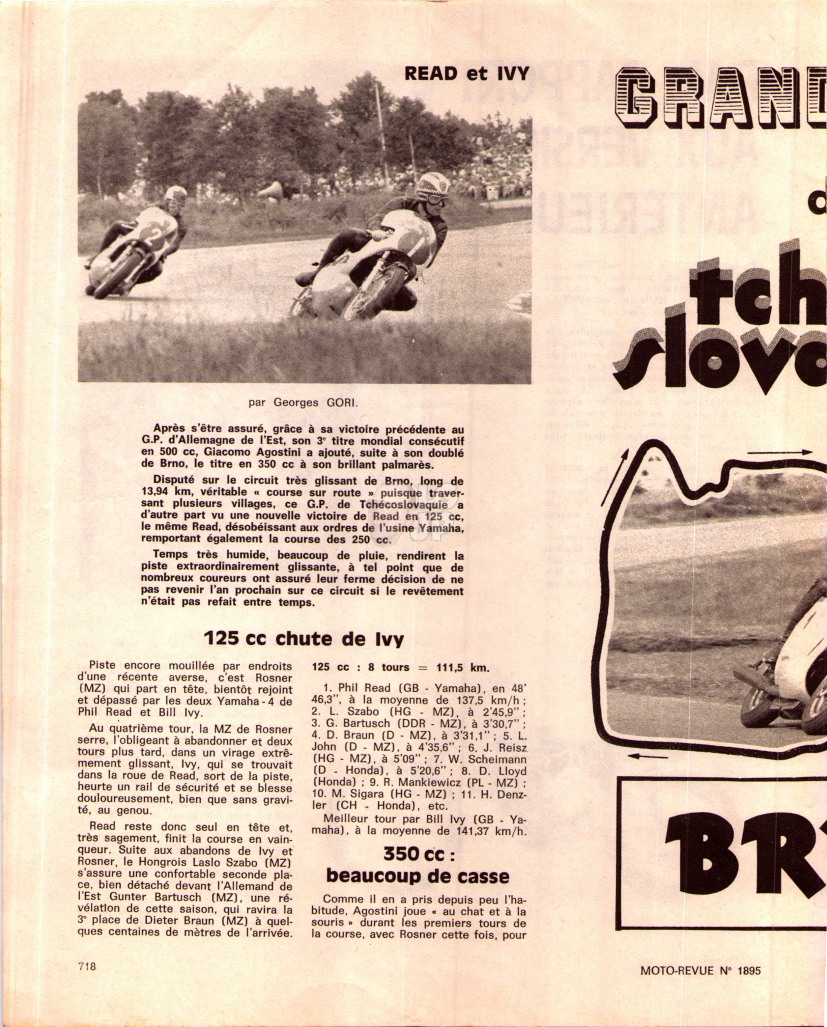 READ et IVY
GRAND
d
tch
slovo
par Georges GORI.
Après s'être assuré, grâce à sa victoire précédente au
G.P. d'Allemagne de l'Est, son 3e titre mondial consécutif
en 500 cc, Giacomo Agostini a ajouté, suite à son doublé
de Brno, le titre en 350 cc à son brillant palmarès.
Disputé sur le circuit très glissant de Brno, long de
13,94 km, véritable « course sur route » puisque traver-
sant plusieurs villages, ce G.P. de Tchécoslovaquie a
d'autre part vu une nouvelle victoire de Read en 125 cc,
le même Read, désobéissant aux ordres de l'usine Yamaha,
remportant également la course des 250 cc.
Temps très humide, beaucoup de pluie, rendirent la
piste extraordinairement glissante, à tel point que de
nombreux coureurs ont assuré leur ferme décision de ne
pas revenir l'an prochain sur ce circuit si le revêtement
n'était pas refait entre temps.
125 cc chute de Ivy
Piste encore mouillée par endroits
d'une récente averse, c'est Rosner
(MZ) qui part en tête, bientôt rejoint
et dépassé par les deux Yamaha-4 de
Phil Read et Bill Ivy.
Au quatrième tour, la MZ de Rosner
serre, l'obligeant à abandonner et deux
tours plus tard, dans un virage extrê-
mement glissant, Ivy, qui se trouvait
dans la roue de Read, sort de la piste,
heurte un rail de sécurité et se blesse
douloureusement, bien que sans gravi-
té, au genou.
Read reste donc seul en tête et,
très sagement, finit la course en vain-
queur. Suite aux abandons de Ivy et
Rosner, le Hongrois Laslo Szabo (MZ)
s'assure une confortable seconde pla-
ce, bien détaché devant l'Allemand de
l'Est Gunter Bartusch (MZ), une ré-
vélation de cette saison, qui ravira la
3e place de Dieter Braun (MZ) à quel-
ques centaines de mètres de l'arrivée.
125 cc : 8 tours = 111,5 km.
1. Phil Read (GB - Yamaha), en 48'
46,3", à la moyenne de 137,5 km/h ;
2. L. Szabo (HG - MZ), à 2'45,9" ;
3. G. Bartusch (DDR - MZ), à 3'30,7" ;
4. D. Braun (D - MZ), à 3'31,1" ; 5. L.
John (D - MZ), à 4'35,6" ; 6. J. Reisz
(HG - MZ), à 5'09" ; 7. W. Scheimann
(D - Honda), à 5'20,6" ; 8. D. Lloyd
(Honda) ; 9. R. Mankiewicz (PL - MZ) ;
10. M. Sigara (HG - MZ) ; 11. H. Denz-
ler (CH - Honda), etc.
Meilleur tour par Bill Ivy (GB - Ya-
maha), à la moyenne de 141,37 km/h.
350 cc :
beaucoup de casse
Comme il en a pris depuis peu l'ha-
bitude, Agostini joue « au chat et à la
souris » durant les premiers tours de
la course, avec Rosner cette fois, pour
BR
718
MOTO-REVUE N° 1895